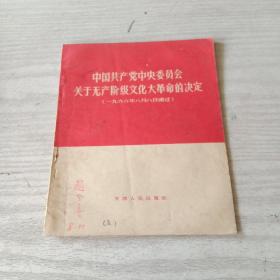 中国共产党中央委员会
关于无产阶级文化大革命的决定
（一九六六年八月八日通过）
天津人民出版社